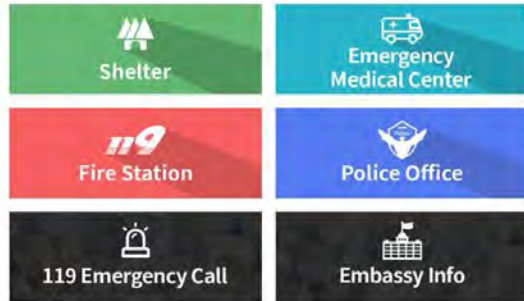 Shelter
Emergency
Medical Center
119
Fire Station
Police Office
119 Emergency Call
Embassy Info